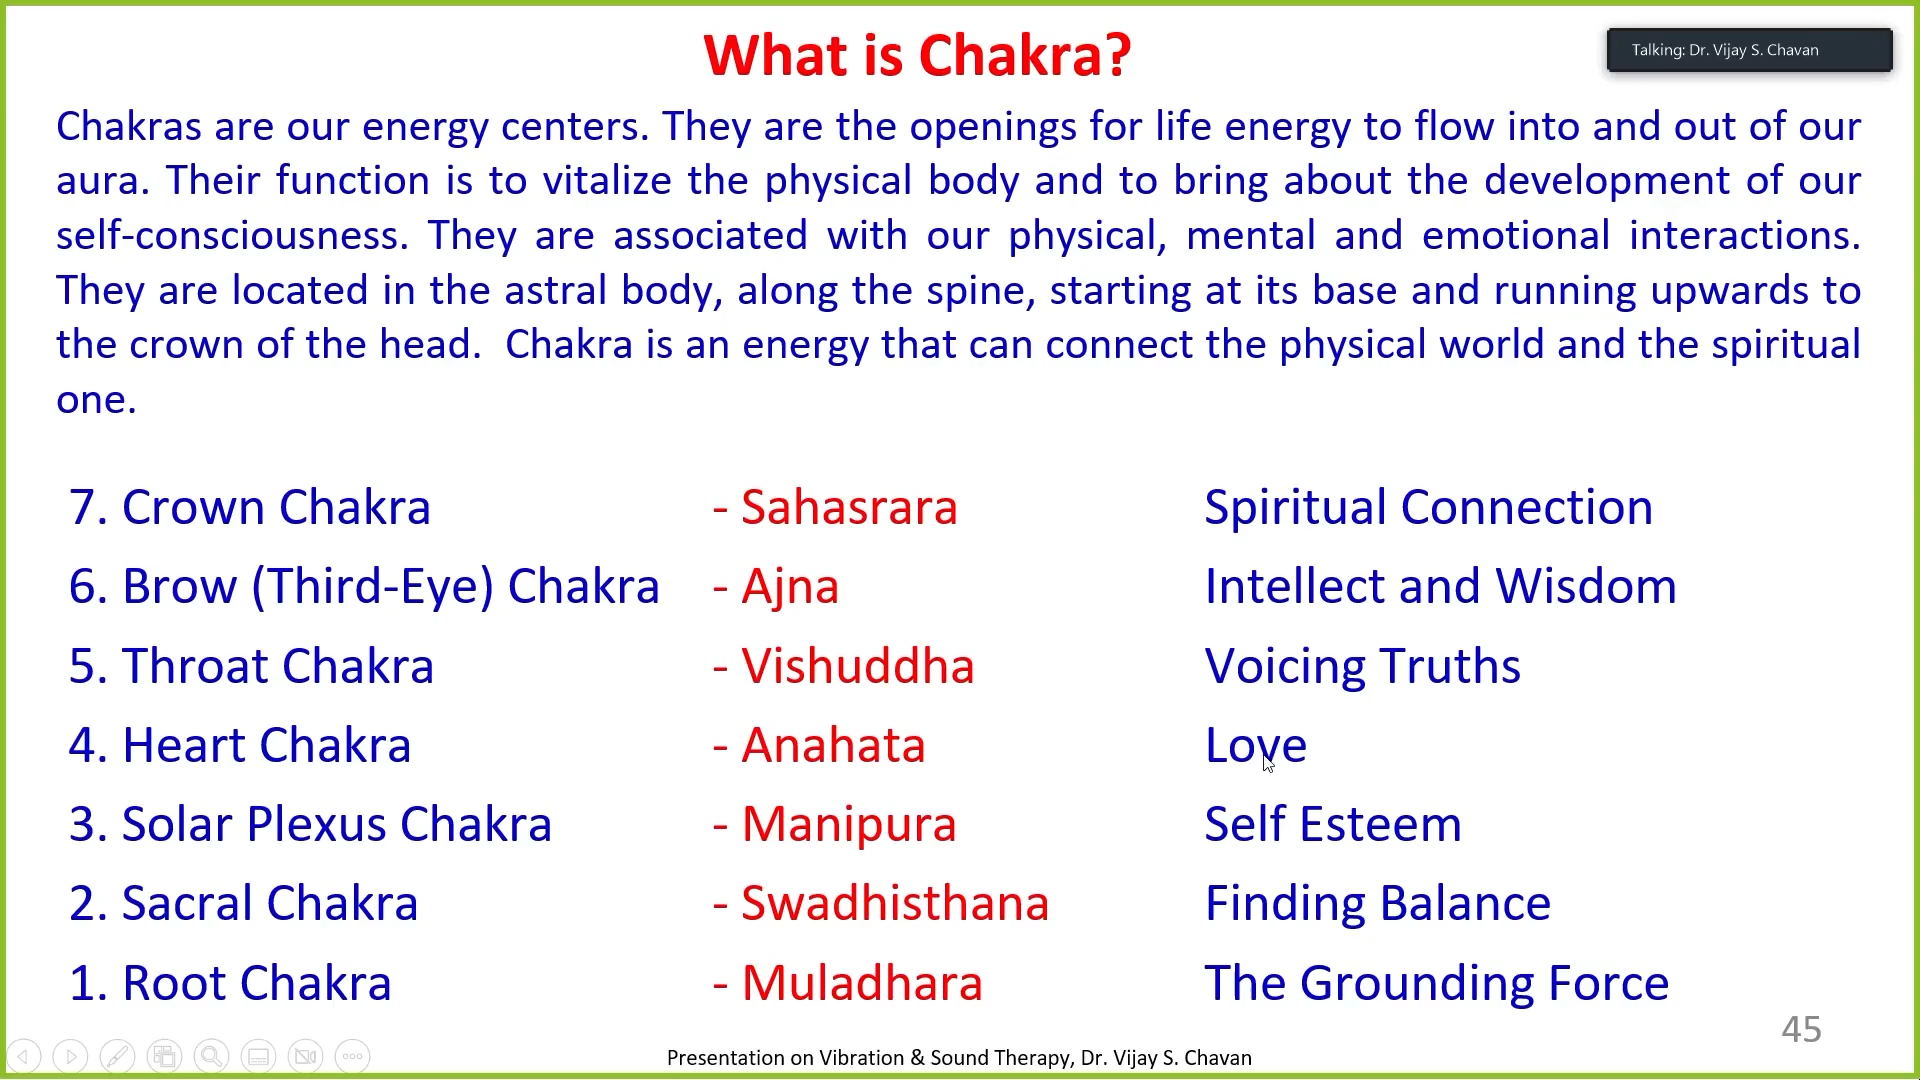 What is Chakra?
Talking: Dr. Vijay S. Chavan
Chakras are our energy centers. They are the openings for life energy to flow into and out of our
aura. Their function is to vitalize the physical body and to bring about the development of our
self-consciousness. They are associated with our physical, mental and emotional interactions.
They are located in the astral body, along the spine, starting at its base and running upwards to
the crown of the head. Chakra is an energy that can connect the physical world and the spiritual
one.
7. Crown Chakra - Sahasrara Spiritual Connection
6. Brow (Third-Eye) Chakra - Ajna Intellect and Wisdom
5. Throat Chakra - Vishuddha Voicing Truths
4. Heart Chakra - Anahata Love
3. Solar Plexus Chakra - Manipura Self Esteem
2. Sacral Chakra - Swadhisthana Finding Balance
1. Root Chakra - Muladhara The Grounding Force
45
Presentation on Vibration & Sound Therapy, Dr. Vijay S. Chavan